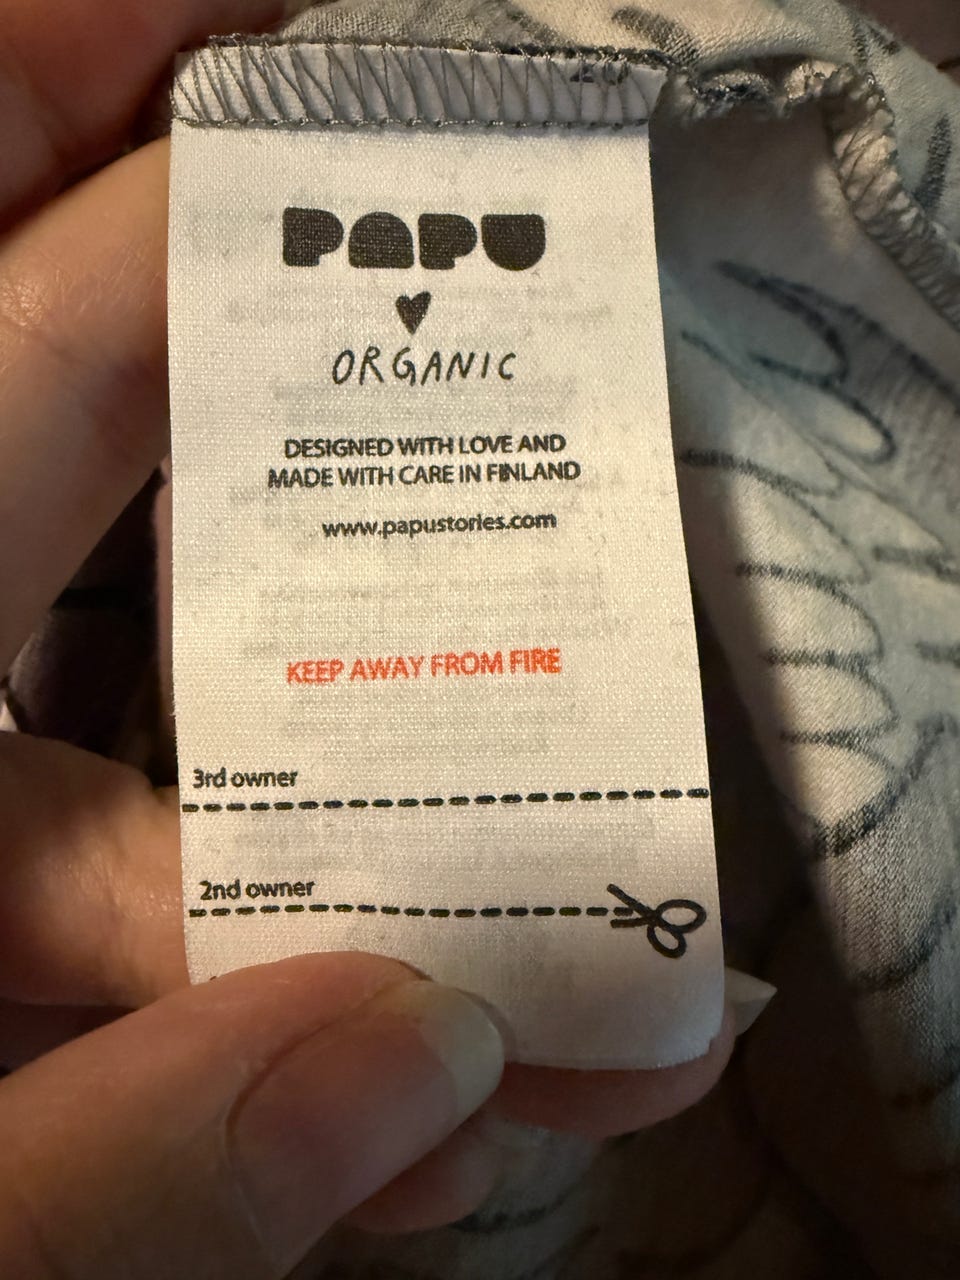 PAPU
ORGANIC
DESIGNED WITH LOVE AND
MADE WITH CARE IN FINLAND
www.papustories.com
KEEP AWAY FROM FIRE
3rd owner
2nd owner